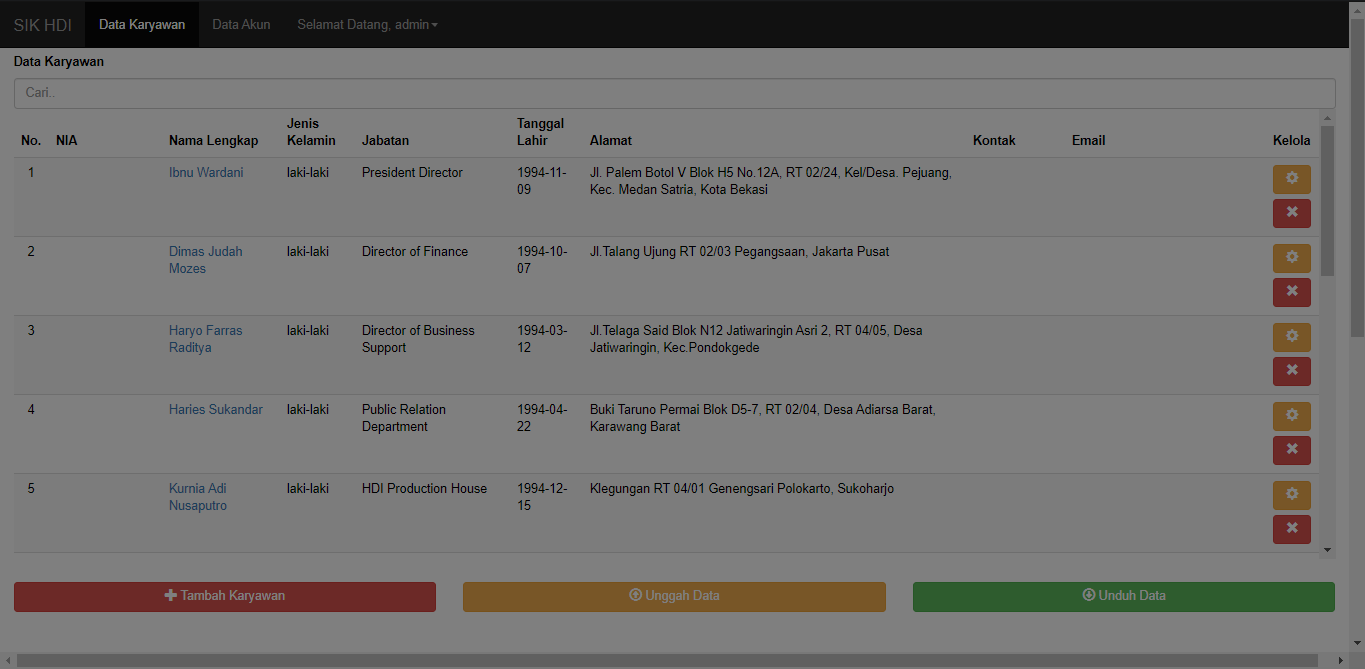 SIK HDI Data Karyawan Data Akun Selamat Datang, admin
Data Karyawan
Cari..
No. NIA Nama Lengkap Jenis Kelamin Jabatan Tanggal Lahir Alamat Kontak Email Kelola
1 Ibnu Wardani laki-laki President Director 1994-11-09 Jl. Palem Botol V Blok H5 No.12A, RT 02/24, Kel/Desa. Pejuang,
Kec. Medan Satria, Kota Bekasi
2 Dimas Judah Mozes laki-laki Director of Finance 1994-10-07 Jl.Talang Ujung RT 02/03 Pegangsaan, Jakarta Pusat
3 Haryo Farras Raditya laki-laki Director of Business Support 1994-03-12 Jl.Telaga Said Blok N12 Jatiwaringin Asri 2, RT 04/05, Desa
Jatiwaringin, Kec.Pondokgede
4 Haries Sukandar laki-laki Public Relation Department 1994-04-22 Buki Taruno Permai Blok D5-7, RT 02/04, Desa Adiarsa Barat,
Karawang Barat
5 Kurnia Adi Nusaputro laki-laki HDI Production House 1994-12-15 Klegungan RT 04/01 Genengsari Polokarto, Sukoharjo
Tambah Karyawan Unggah Data Unduh Data